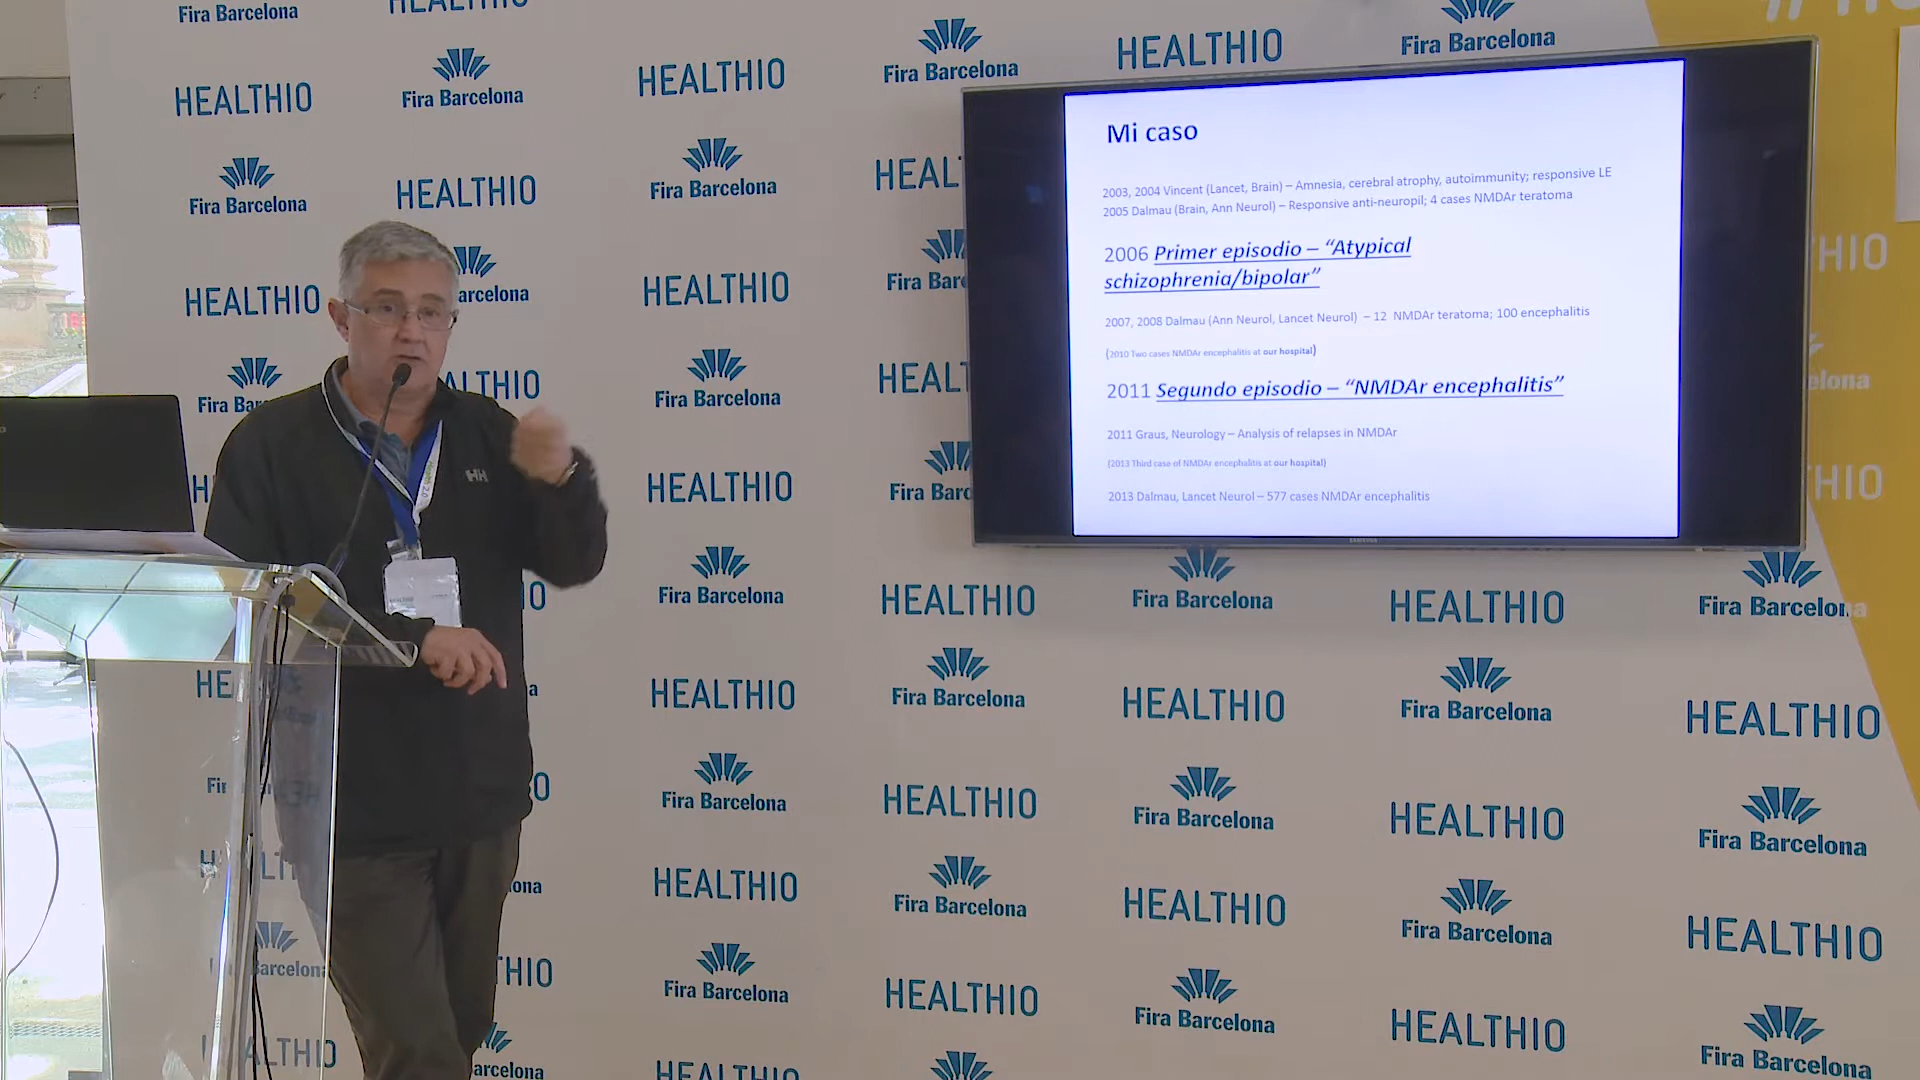 Mi caso
2003, 2004 Vincent (Lancet, Brain) – Amnesia, cerebral atrophy, autoimmunity; responsive LE
2005 Dalmau (Brain, Ann Neurol) – Responsive anti-neuropil; 4 cases NMDAr teratoma
2006 Primer episodio – “Atypical
schizophrenia/bipolar”
2007, 2008 Dalmau (Ann Neurol, Lancet Neurol) – 12 NMDAr teratoma; 100 encephalitis
(2010 Two cases NMDAr encephalitis at our hospital)
2011 Segundo episodio – “NMDAr encephalitis”
2011 Graus, Neurology – Analysis of relapses in NMDAr
(2013 Third case of NMDAr encephalitis at our hospital)
2013 Dalmau, Lancet Neurol – 577 cases NMDAr encephalitis
HEALTHIO
Fira Barcelona
HH
SAMSUNG